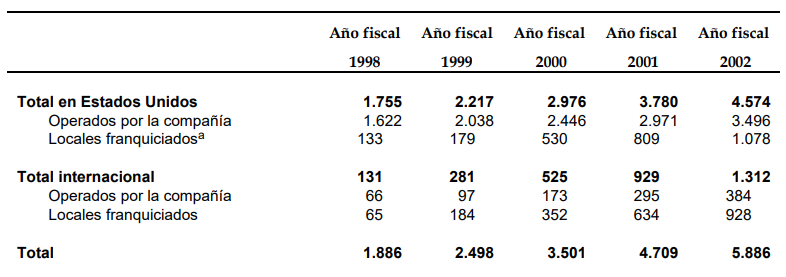 Año fiscal Año fiscal Año fiscal Año fiscal Año fiscal
1998 1999 2000 2001 2002
Total en Estados Unidos 1.755 2.217 2.976 3.780 4.574
Operados por la compañía 1.622 2.038 2.446 2.971 3.496
Locales franquiciadosᵃ 133 179 530 809 1.078
Total internacional 131 281 525 929 1.312
Operados por la compañía 66 97 173 295 384
Locales franquiciados 65 184 352 634 928
Total 1.886 2.498 3.501 4.709 5.886